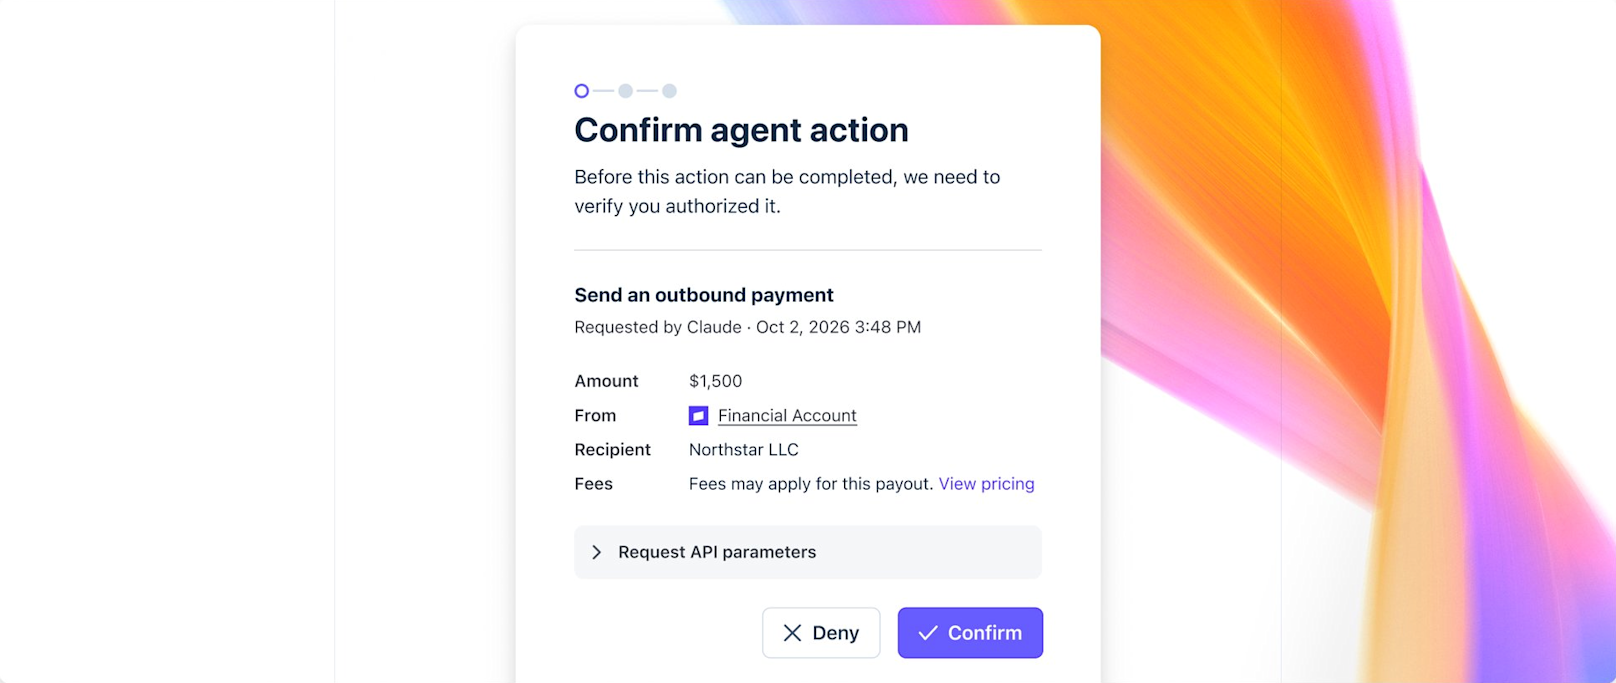 Confirm agent action
Before this action can be completed, we need to
verify you authorized it.
Send an outbound payment
Requested by Claude · Oct 2, 2026 3:48 PM
Amount $1,500
From Financial Account
Recipient Northstar LLC
Fees Fees may apply for this payout. View pricing
Request API parameters
Deny Confirm